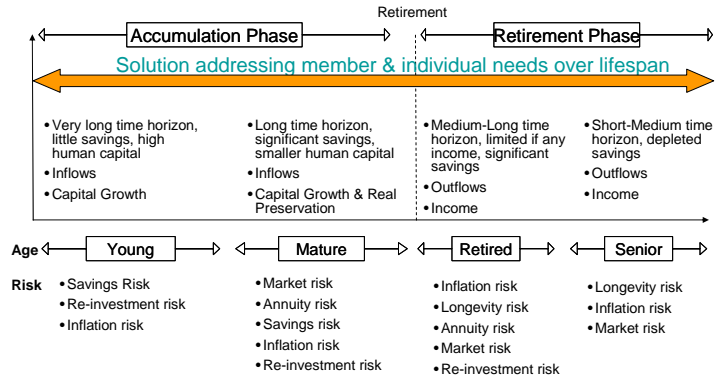 Retirement
Accumulation Phase
Retirement Phase
Solution addressing member & individual needs over lifespan
• Very long time horizon,
little savings, high
human capital
• Inflows
• Capital Growth
• Long time horizon,
significant savings,
smaller human capital
• Inflows
• Capital Growth & Real
Preservation
• Medium-Long time
horizon, limited if any
income, significant
savings
• Outflows
• Income
• Short-Medium time
horizon, depleted
savings
• Outflows
• Income
Age
Young
Mature
Retired
Senior
Risk
• Savings Risk
• Re-investment risk
• Inflation risk
• Market risk
• Annuity risk
• Savings risk
• Inflation risk
• Re-investment risk
• Inflation risk
• Longevity risk
• Annuity risk
• Market risk
• Re-investment risk
• Longevity risk
• Inflation risk
• Market risk